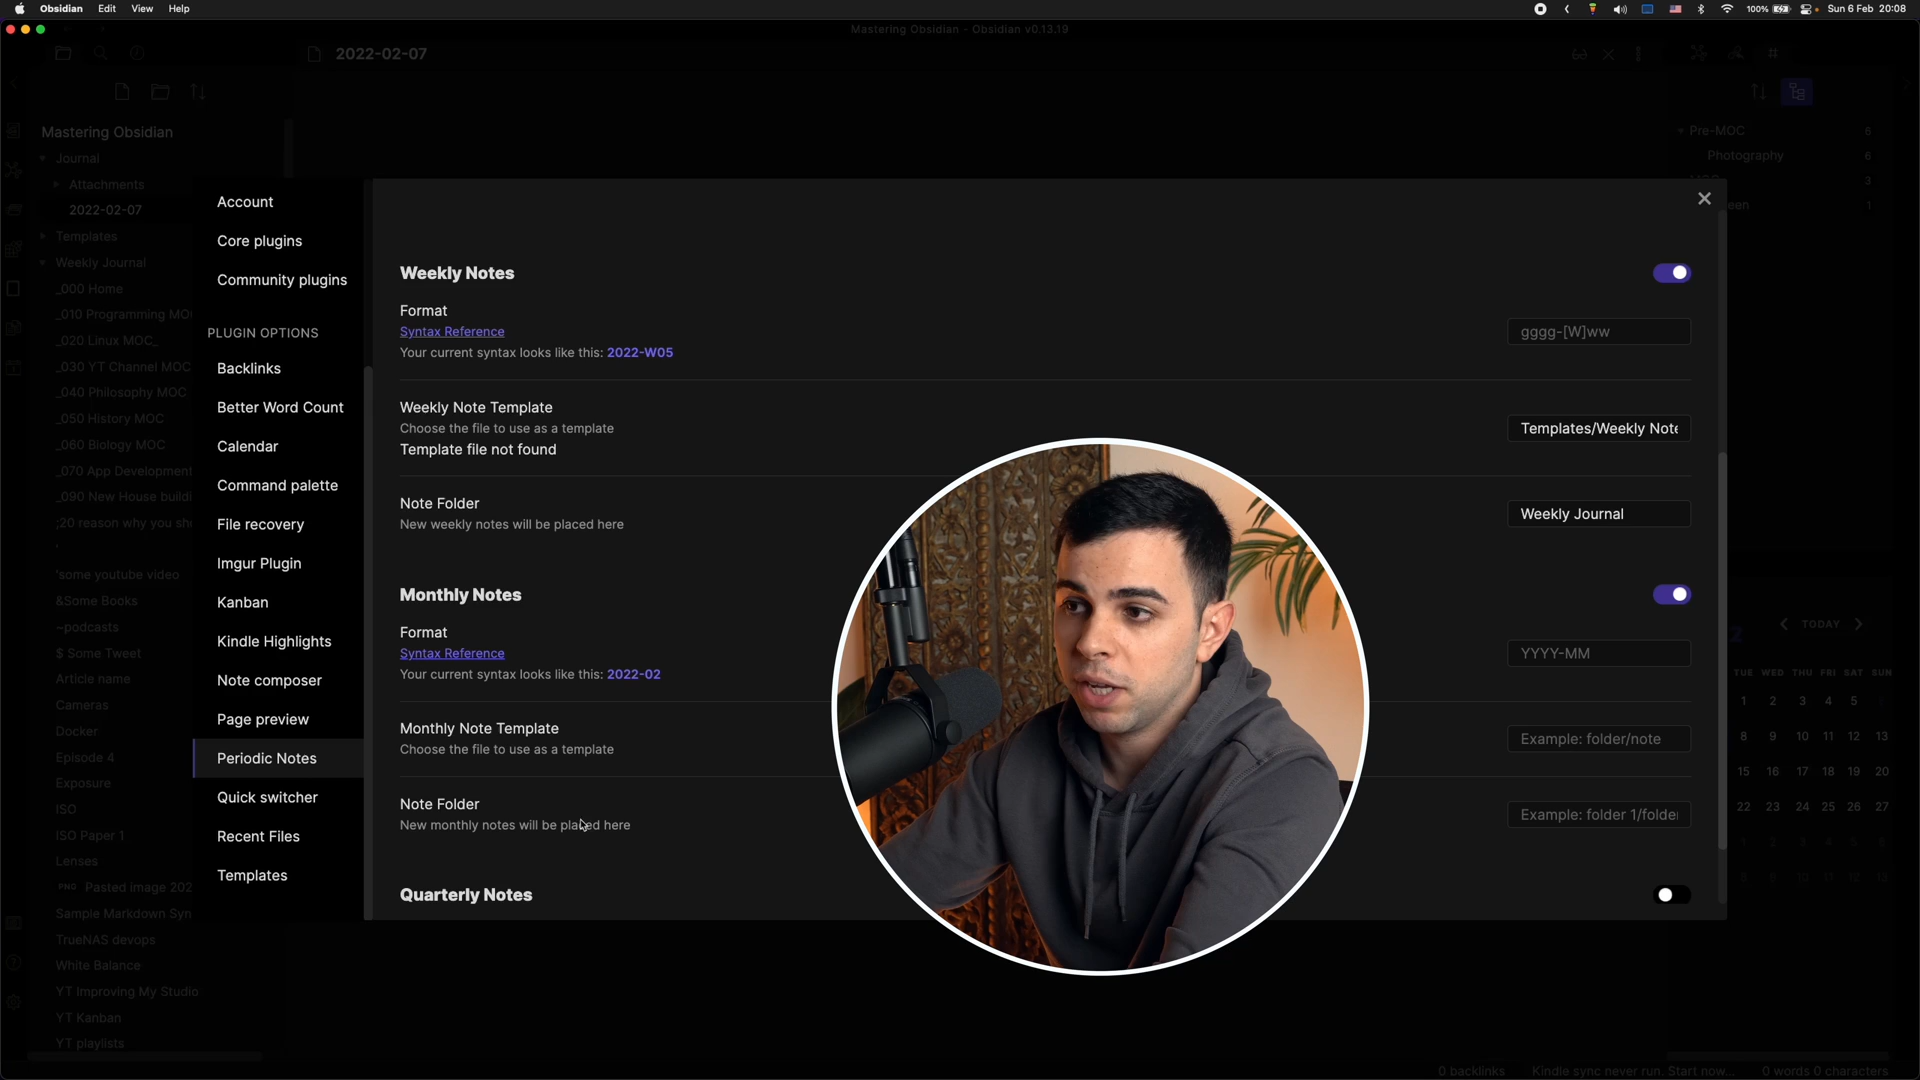 Obsidian Edit View Help
100% Sun 6 Feb 20:08
Mastering Obsidian - Obsidian v0.13.19
2022-02-07
Mastering Obsidian
Journal
Attachments
2022-02-07
Templates
Weekly Journal
_000 Home
_010 Programming MO
_020 Linux MOC_
_030 YT Channel MOC
_040 Philosophy MOC
_050 History MOC
_060 Biology MOC
_070 App Development
_090 New House buildi
;20 reason why you sh
'some youtube video
&Some Books
~podcasts
$ Some Tweet
Article name
Cameras
Docker
Episode 4
Exposure
ISO
ISO Paper 1
Lenses
PNG Pasted image 202
Sample Markdown Syn
TrueNAS devops
White Balance
YT Improving My Studio
YT Kanban
YT playlists
Account
Core plugins
Community plugins
PLUGIN OPTIONS
Backlinks
Better Word Count
Calendar
Command palette
File recovery
Imgur Plugin
Kanban
Kindle Highlights
Note composer
Page preview
Periodic Notes
Quick switcher
Recent Files
Templates
Weekly Notes
Format
Syntax Reference
Your current syntax looks like this: 2022-W05
gggg-[W]ww
Weekly Note Template
Choose the file to use as a template
Template file not found
Templates/Weekly Note
Note Folder
New weekly notes will be placed here
Weekly Journal
Monthly Notes
Format
Syntax Reference
Your current syntax looks like this: 2022-02
YYYY-MM
Monthly Note Template
Choose the file to use as a template
Example: folder/note
Note Folder
New monthly notes will be placed here
Example: folder 1/folder
Quarterly Notes
Pre-MOC 6
Photography 6
3
een 1
2 TODAY
TUE WED THU FRI SAT SUN
1 2 3 4 5
8 9 10 11 12 13
15 16 17 18 19 20
22 23 24 25 26 27
0 backlinks Kindle sync never run. Start now... 0 words 0 characters